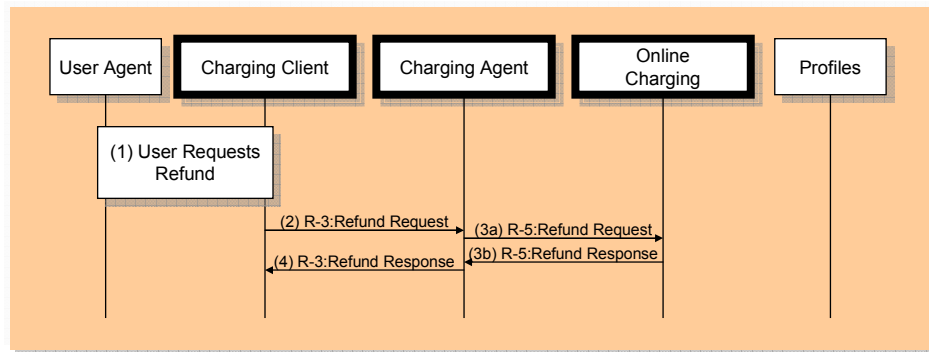 User Agent
Charging Client
Charging Agent
Online
Charging
Profiles
(1) User Requests
Refund
(2) R-3:Refund Request
(3a) R-5:Refund Request
(3b) R-5:Refund Response
(4) R-3:Refund Response